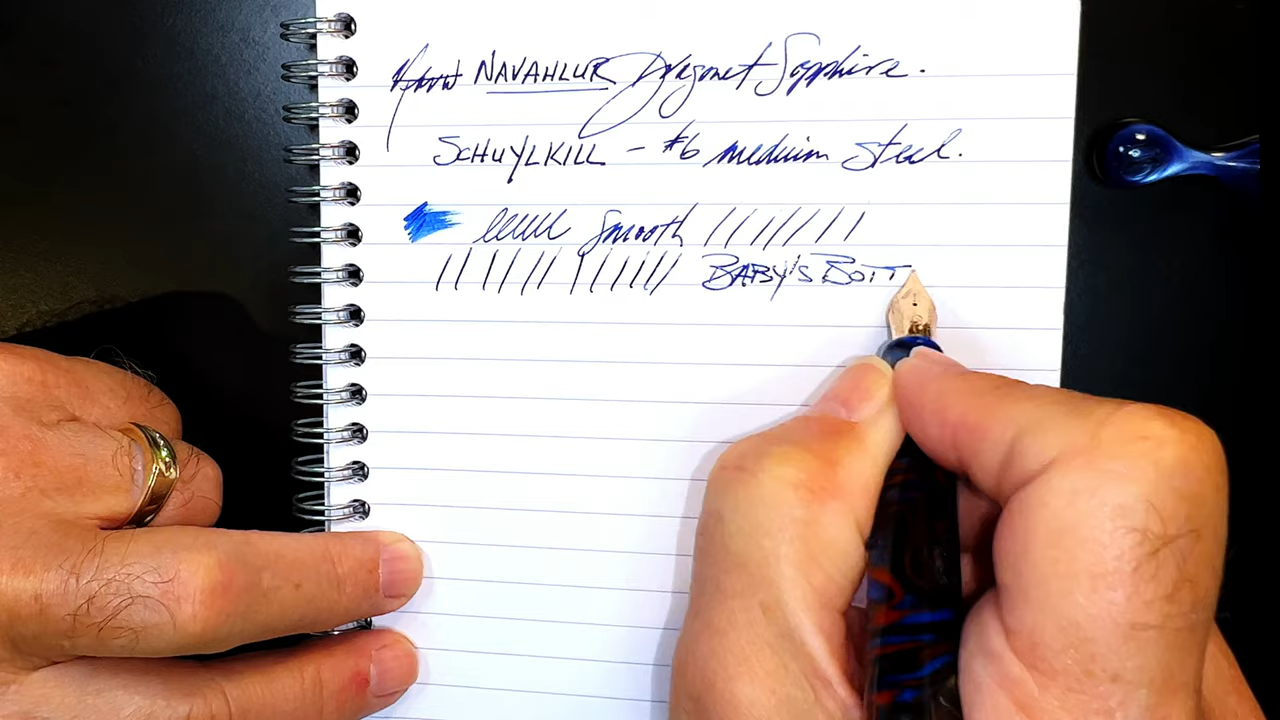 NAVAHLUR Dragonet Sapphire.
SCHUYLKILL – #6 medium steel.
Smooth
BABY'S BOTT